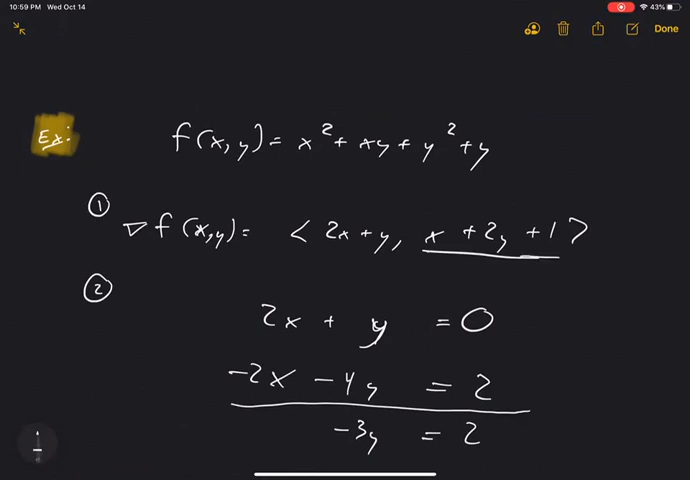 10:59 PM Wed Oct 14 43%
Done
Ex:
f(x,y) = x² + xy + y² + y
① ∇f(x,y) = < 2x + y, x + 2y + 1 >
②
2x + y = 0
-2x - 4y = 2
-3y = 2